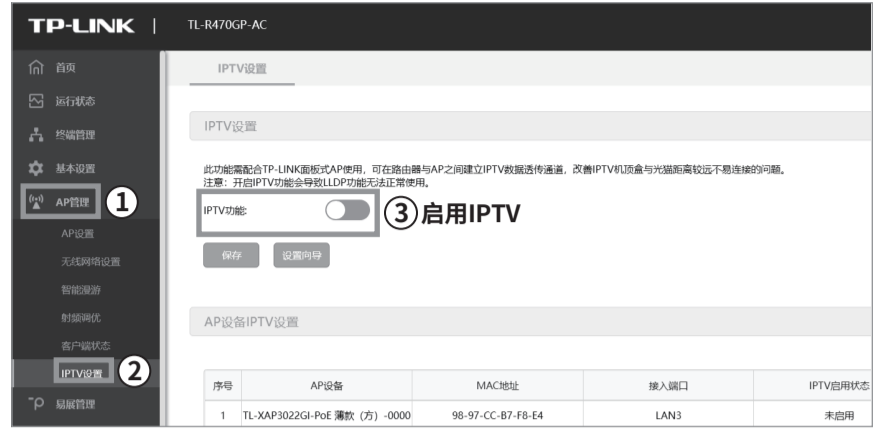 TP-LINK | TL-R470GP-AC
首页
运行状态
终端管理
基本设置
AP管理 1
AP设置
无线网络设置
智能漫游
射频调优
客户端状态
IPTV设置 2
易展管理
IPTV设置
IPTV设置
此功能需配合TP-LINK面板式AP使用，可在路由器与AP之间建立IPTV数据透传通道，改善IPTV机顶盒与光猫距离较远不易连接的问题。
注意：开启IPTV功能会导致LLDP功能无法正常使用。
IPTV功能: 3 启用IPTV
保存 设置向导
AP设备IPTV设置
序号 AP设备 MAC地址 接入端口 IPTV启用状态
1 TL-XAP3022GI-PoE 薄款（方）-0000 98-97-CC-B7-F8-E4 LAN3 未启用